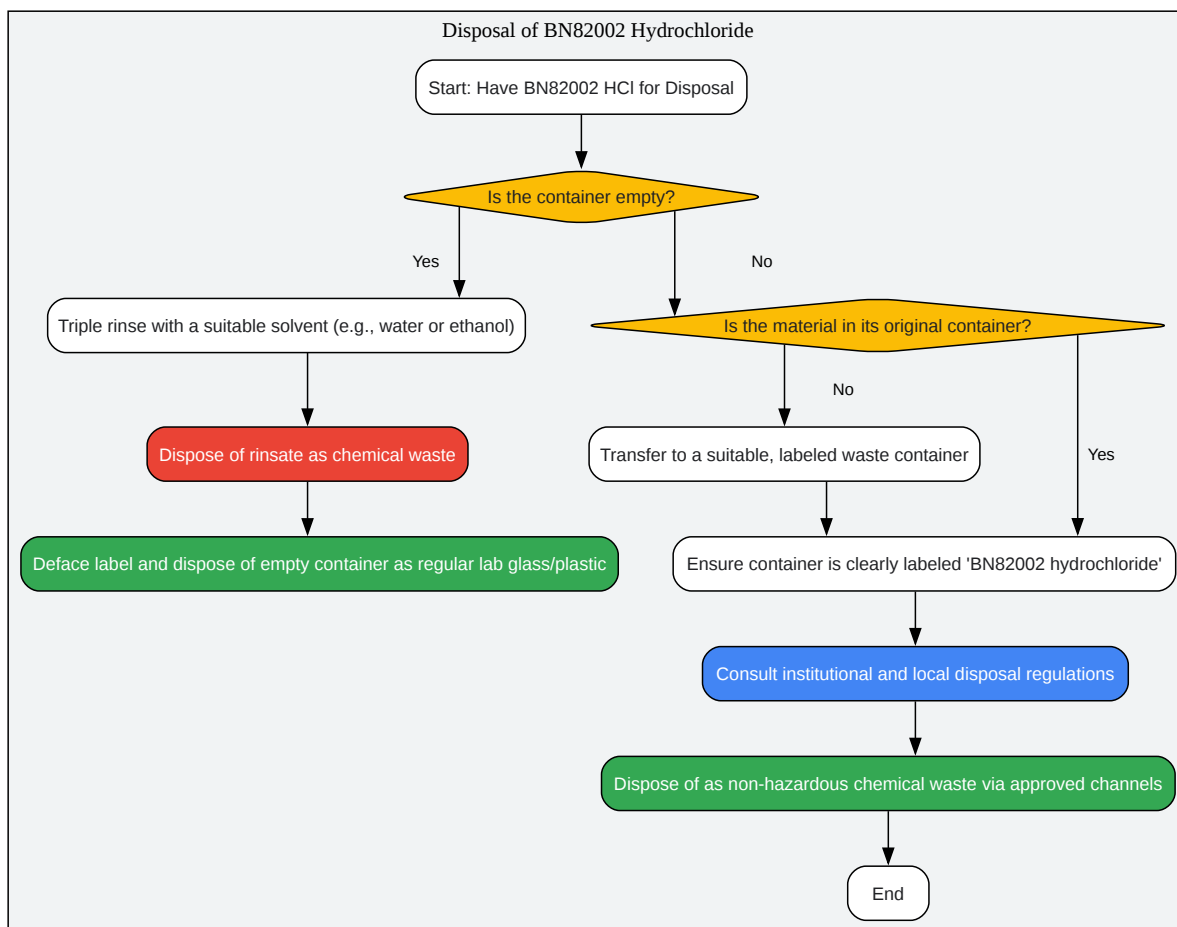 Disposal of BN82002 Hydrochloride
Start: Have BN82002 HCl for Disposal
Is the container empty?
Yes
No
Triple rinse with a suitable solvent (e.g., water or ethanol)
Is the material in its original container?
No
Dispose of rinsate as chemical waste
Transfer to a suitable, labeled waste container
Yes
Deface label and dispose of empty container as regular lab glass/plastic
Ensure container is clearly labeled 'BN82002 hydrochloride'
Consult institutional and local disposal regulations
Dispose of as non-hazardous chemical waste via approved channels
End